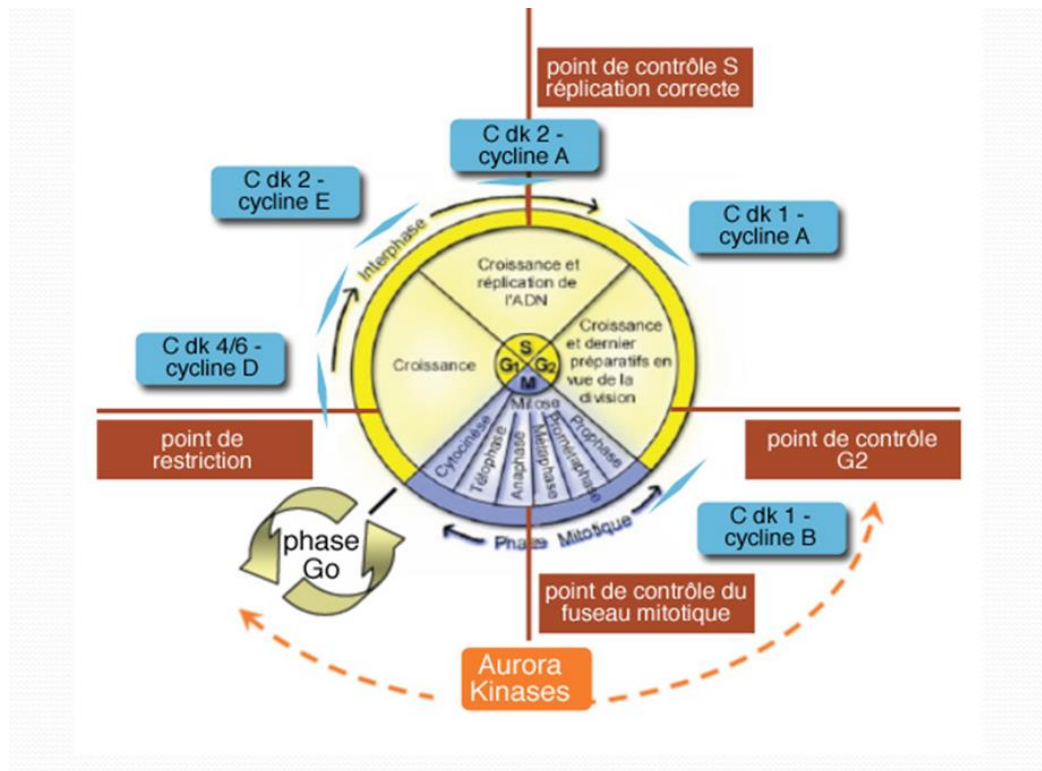 point de contrôle S
réplication correcte
C dk 2 -
cycline A
C dk 2 -
cycline E
C dk 1 -
cycline A
Interphase
Croissance et
réplication de
l'ADN
C dk 4/6 -
cycline D
Croissance
Croissance
et dernier
préparatifs en
vue de la
division
S
G1
G2
M
Mitose
Cytocinèse
Télophase
Anaphase
Métaphase
Prométaphase
Prophase
point de
restriction
point de contrôle
G2
phase
Go
Phase Mitotique
C dk 1 -
cycline B
point de contrôle du
fuseau mitotique
Aurora
Kinases